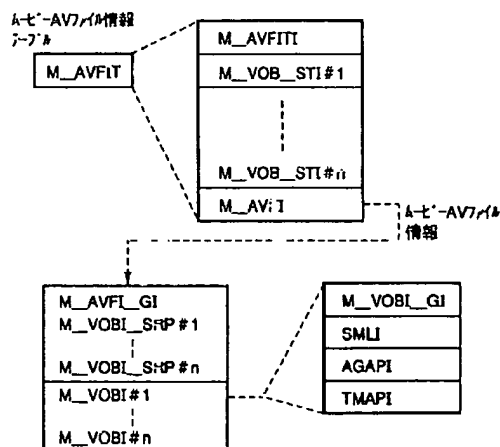 ムービーAVファイル情報
テーブル
M_AVFIT
M_AVFITI
M_VOB_STI#1
M_VOB_STI#n
M_AVFI
ムービーAVファイル
情報
M_AVFI_GI
M_VOBI_SRP#1
M_VOBI_SRP#n
M_VOBI#1
M_VOBI#n
M_VOBI_GI
SMLI
AGAPI
TMAPI